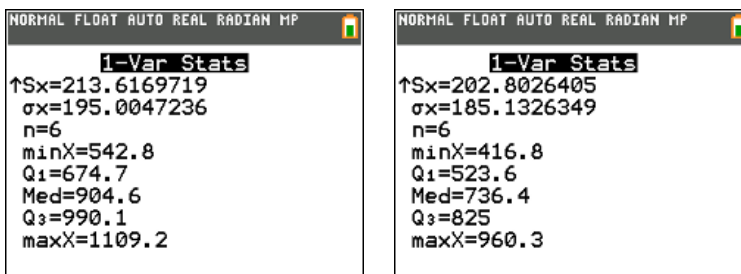 NORMAL FLOAT AUTO REAL RADIAN MP
1-Var Stats
↑Sx=213.6169719
σx=195.0047236
n=6
minX=542.8
Q₁=674.7
Med=904.6
Q₃=990.1
maxX=1109.2
NORMAL FLOAT AUTO REAL RADIAN MP
1-Var Stats
↑Sx=202.8026405
σx=185.1326349
n=6
minX=416.8
Q₁=523.6
Med=736.4
Q₃=825
maxX=960.3